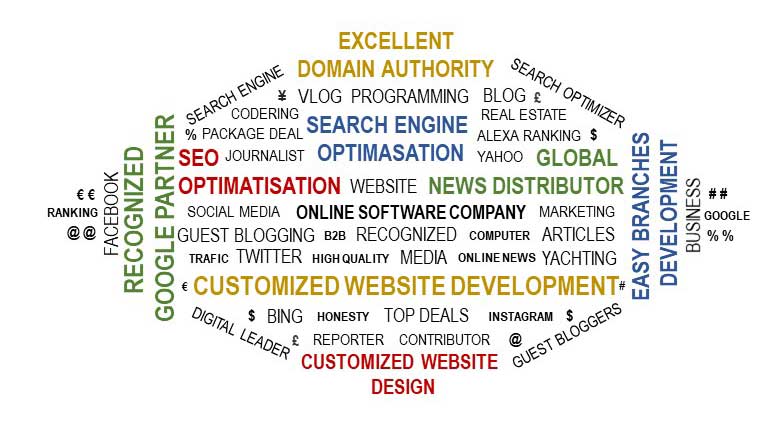 EXCELLENT
DOMAIN AUTHORITY
SEARCH ENGINE
SEARCH OPTIMIZER
¥ VLOG PROGRAMMING BLOG £
CODERING SEARCH ENGINE REAL ESTATE
% PACKAGE DEAL OPTIMASATION ALEXA RANKING $
SEO JOURNALIST YAHOO GLOBAL
OPTIMATISATION WEBSITE NEWS DISTRIBUTOR
RECOGNIZED
GOOGLE PARTNER
EASY BRANCHES
DEVELOPMENT
FACEBOOK
BUSINESS
€ €
RANKING
@ @
# #
GOOGLE
% %
SOCIAL MEDIA ONLINE SOFTWARE COMPANY MARKETING
GUEST BLOGGING B2B RECOGNIZED COMPUTER ARTICLES
TRAFIC TWITTER HIGH QUALITY MEDIA ONLINE NEWS YACHTING
€ CUSTOMIZED WEBSITE DEVELOPMENT #
$ BING HONESTY TOP DEALS INSTAGRAM $
DIGITAL LEADER
£ REPORTER CONTRIBUTOR @
GUEST BLOGGERS
CUSTOMIZED WEBSITE
DESIGN